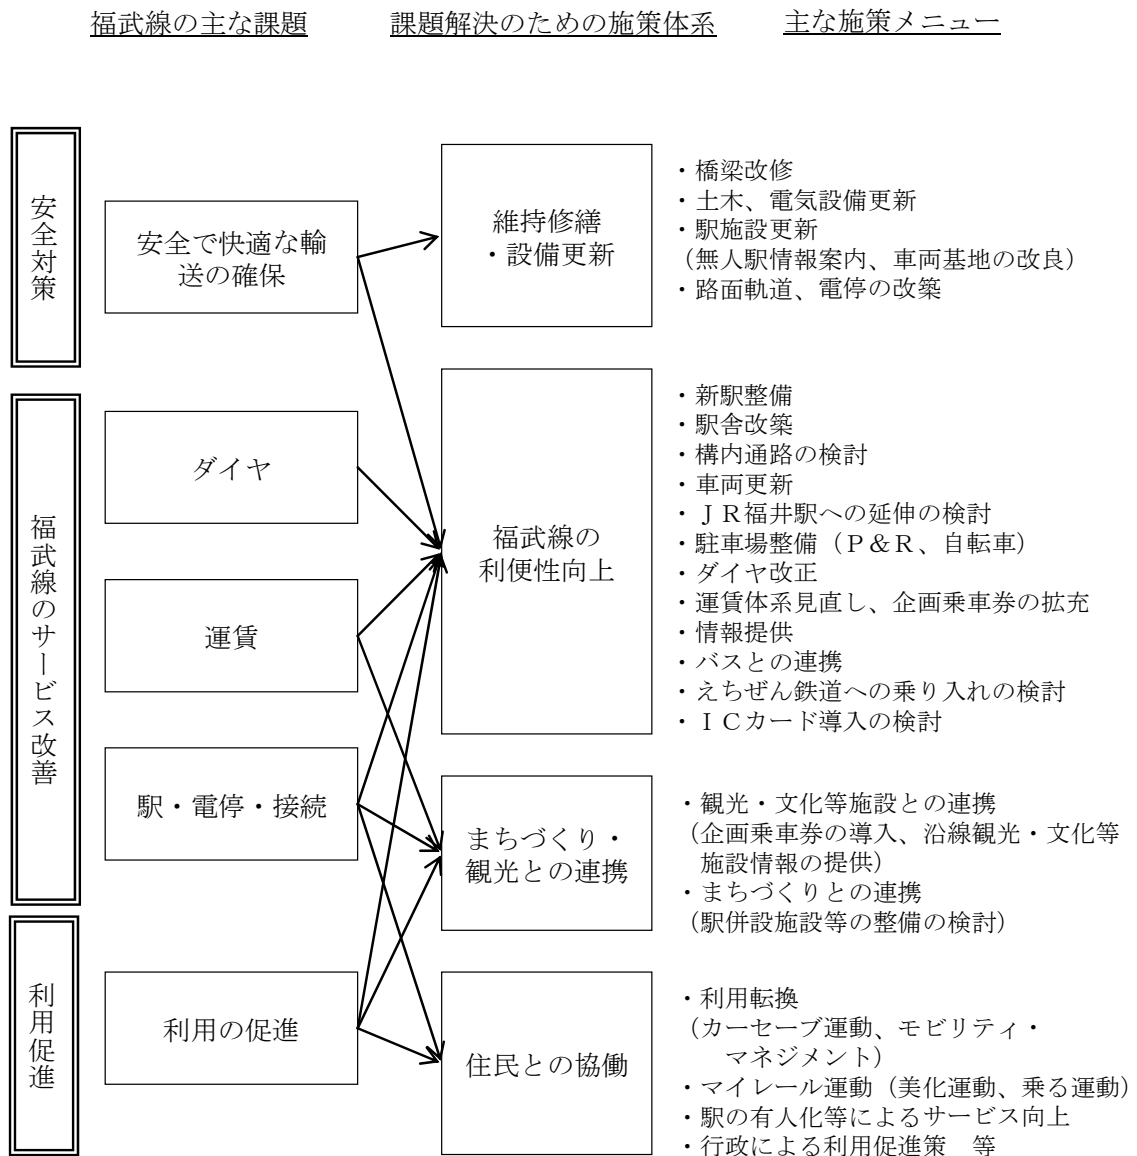 福武線の主な課題
課題解決のための施策体系
主な施策メニュー
安全対策
安全で快適な輸
送の確保
維持修繕
・設備更新
・橋梁改修
・土木、電気設備更新
・駅施設更新
（無人駅情報案内、車両基地の改良）
・路面軌道、電停の改築
福武線のサービス改善
ダイヤ
運賃
駅・電停・接続
福武線の
利便性向上
・新駅整備
・駅舎改築
・構内通路の検討
・車両更新
・ＪＲ福井駅への延伸の検討
・駐車場整備（Ｐ＆Ｒ、自転車）
・ダイヤ改正
・運賃体系見直し、企画乗車券の拡充
・情報提供
・バスとの連携
・えちぜん鉄道への乗り入れの検討
・ＩＣカード導入の検討
まちづくり・
観光との連携
・観光・文化等施設との連携
（企画乗車券の導入、沿線観光・文化等
施設情報の提供）
・まちづくりとの連携
（駅併設施設等の整備の検討）
利用促進
利用の促進
住民との協働
・利用転換
（カーセーブ運動、モビリティ・
マネジメント）
・マイレール運動（美化運動、乗る運動）
・駅の有人化等によるサービス向上
・行政による利用促進策　等